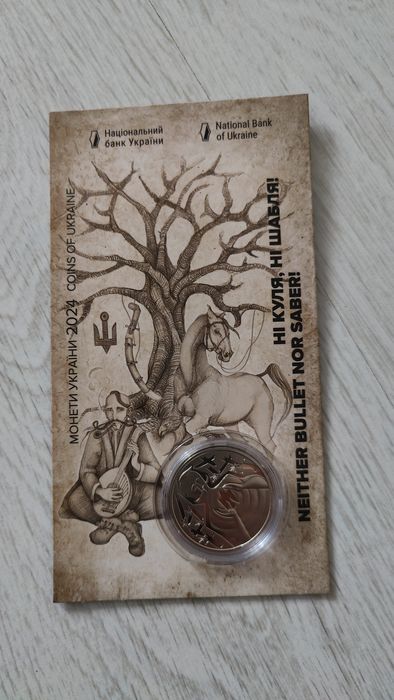 Національний
банк України
National Bank
of Ukraine
МОНЕТИ УКРАЇНИ 2024 COINS OF UKRAINE
НІ КУЛЯ, НІ ШАБЛЯ!
NEITHER BULLET NOR SABER!